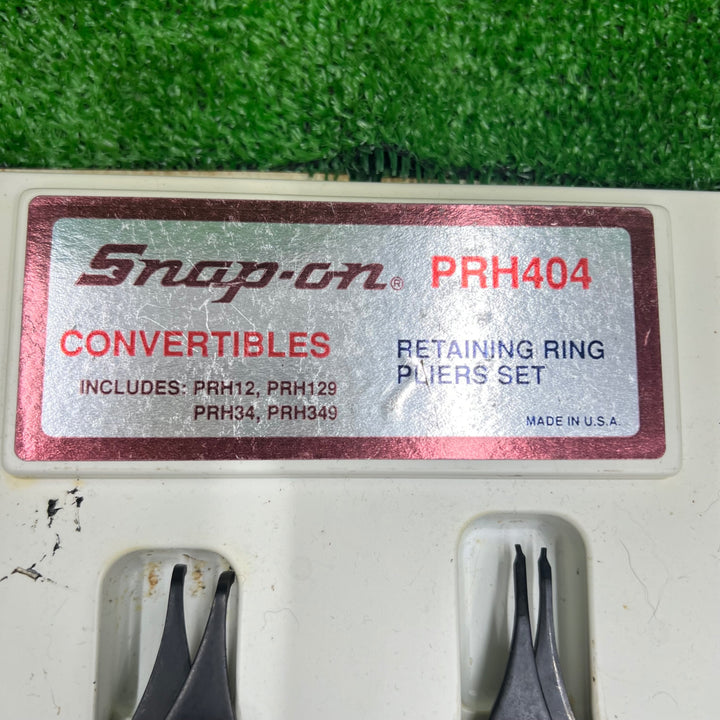 Snap-on® PRH404
CONVERTIBLES
INCLUDES: PRH12, PRH129
PRH34, PRH349
RETAINING RING
PLIERS SET
MADE IN U.S.A.